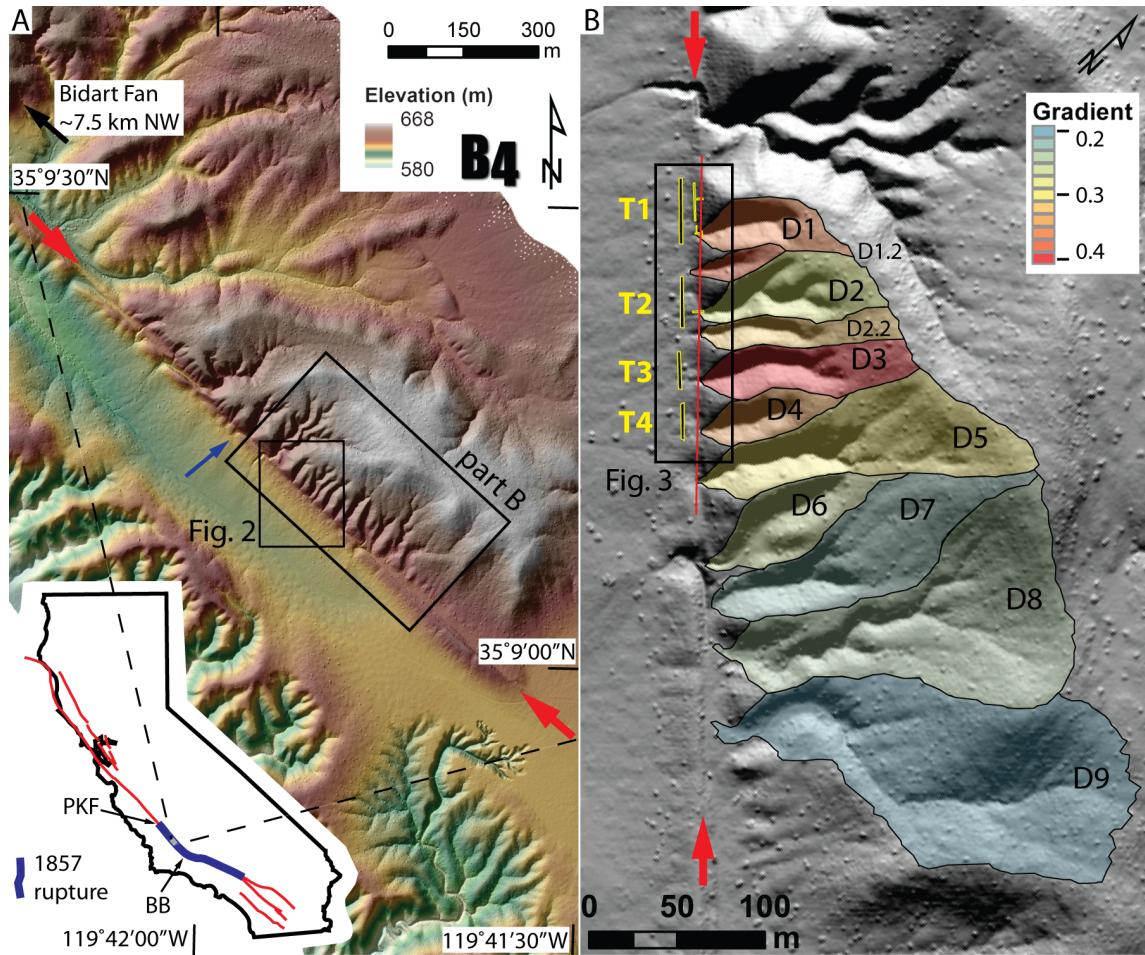 A
0 150 300
m
Bidart Fan
~7.5 km NW
Elevation (m)
668
580
B4
N
35°9'30"N
part B
Fig. 2
35°9'00"N
PKF
1857
rupture
BB
119°42'00"W
119°41'30"W
B
N
Gradient
0.2
0.3
0.4
T1
D1
D1.2
T2
D2
D2.2
T3
D3
T4
D4
D5
Fig. 3
D6
D7
D8
D9
0 50 100
m